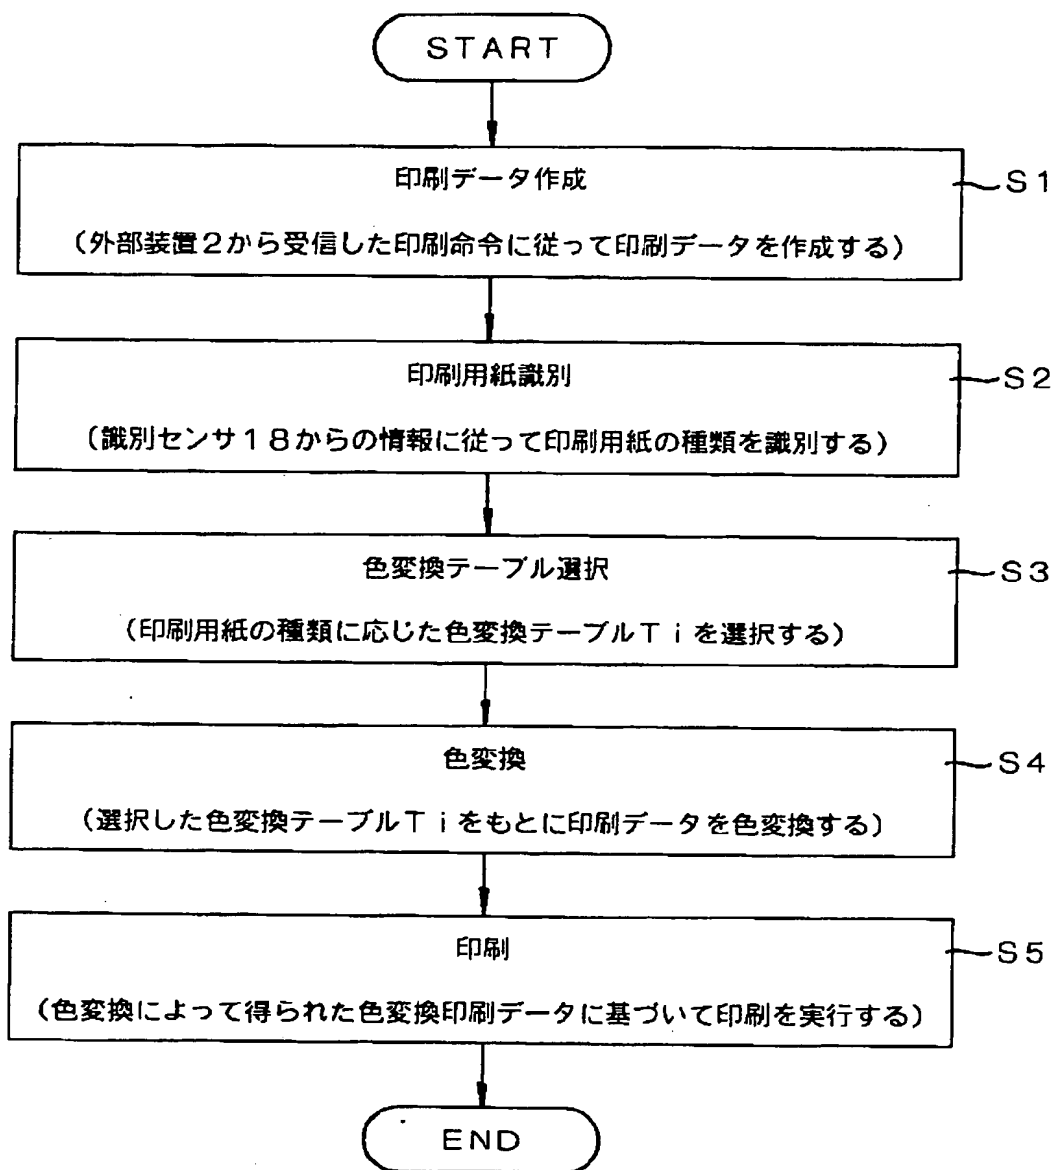 START
印刷データ作成
S1
(外部装置2から受信した印刷命令に従って印刷データを作成する)
印刷用紙識別
S2
(識別センサ18からの情報に従って印刷用紙の種類を識別する)
色変換テーブル選択
S3
(印刷用紙の種類に応じた色変換テーブルTiを選択する)
色変換
S4
(選択した色変換テーブルTiをもとに印刷データを色変換する)
印刷
S5
(色変換によって得られた色変換印刷データに基づいて印刷を実行する)
END